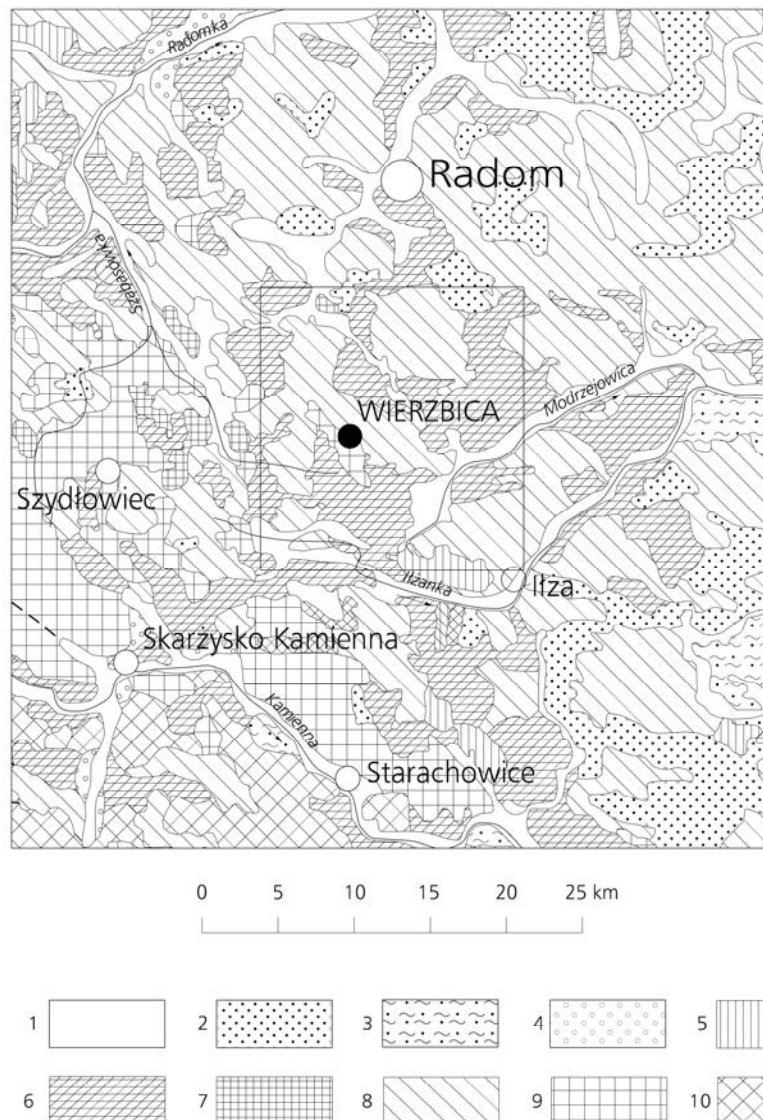 Radomka
Radom
Szabasówka
WIERZBICA
Modrzejowica
Szydłowiec
Iłżanka
Iłża
Skarżysko Kamienna
Kamienna
Starachowice
0 5 10 15 20 25 km
1 2 3 4 5
6 7 8 9 10